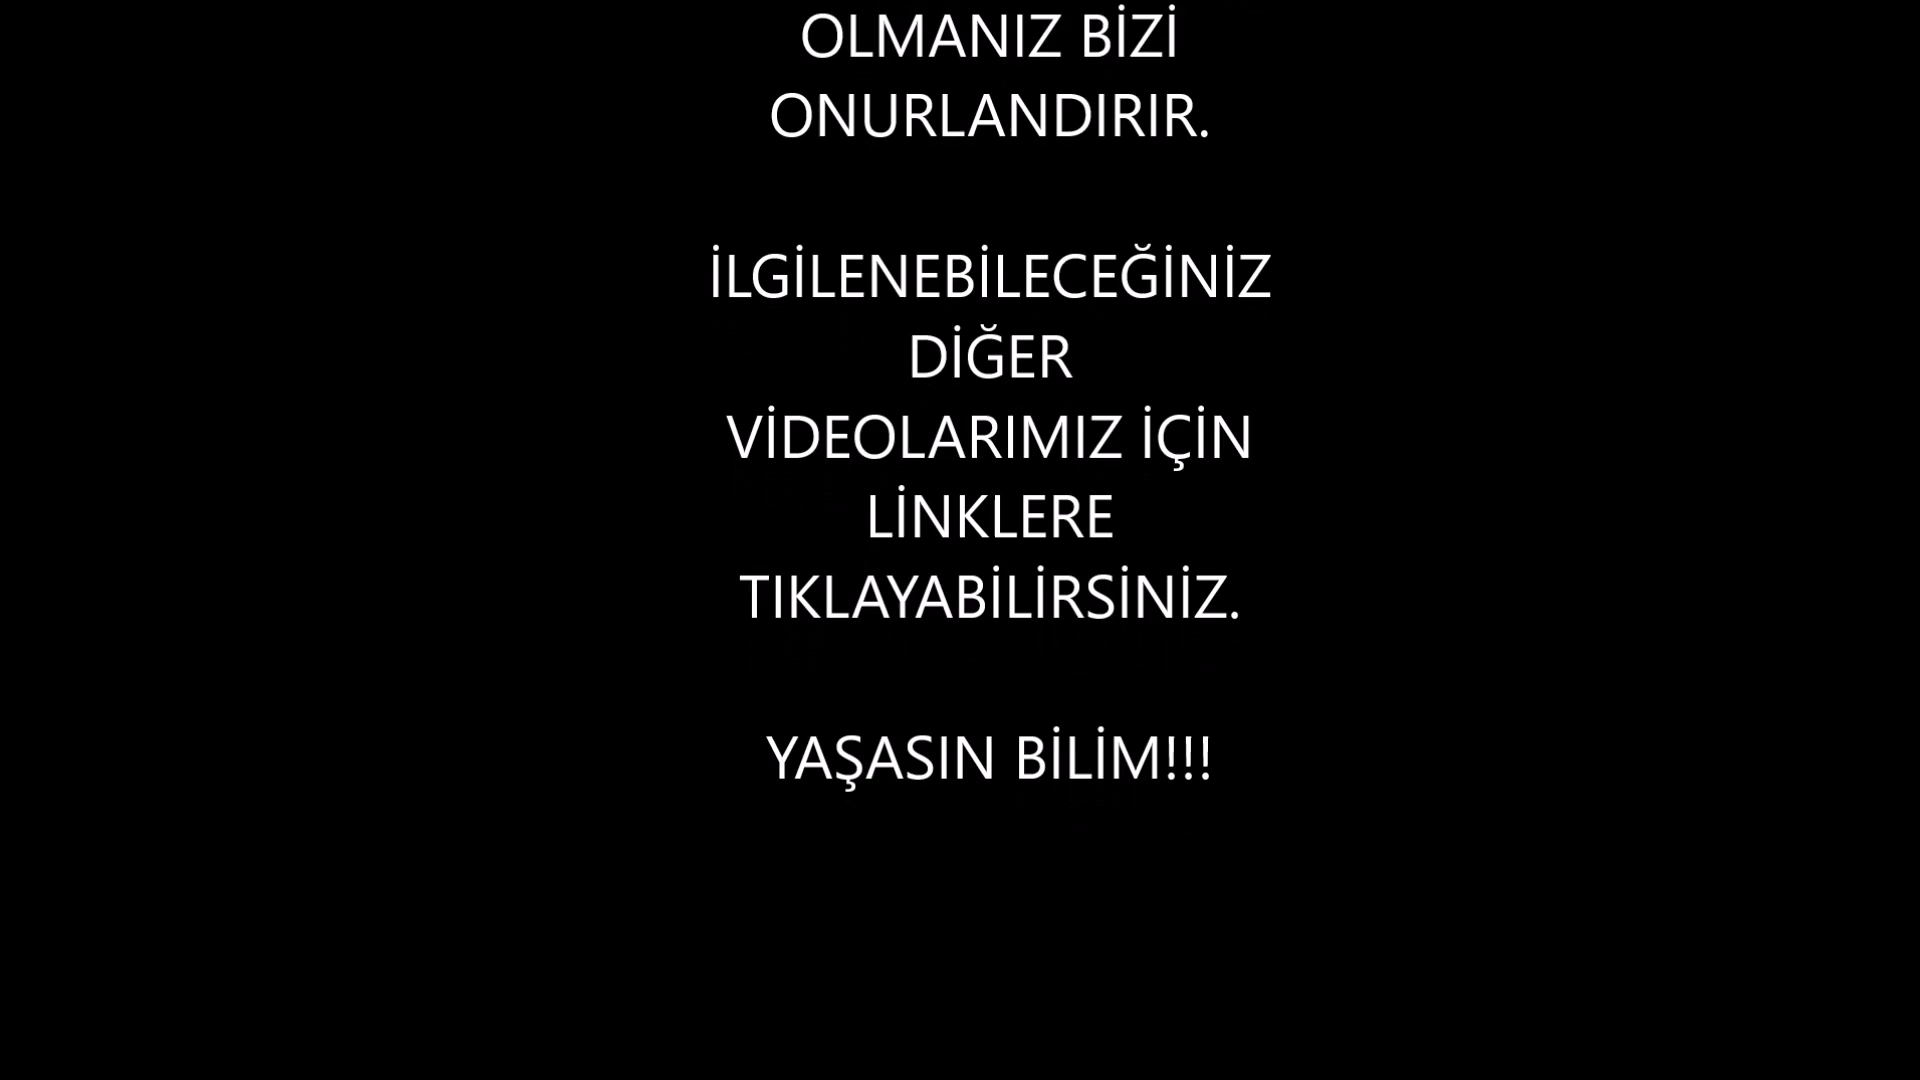 OLMANIZ BİZİ
ONURLANDIRIR.
İLGİLENEBİLECEĞİNİZ
DİĞER
VİDEOLARIMIZ İÇİN
LİNKLERE
TIKLAYABİLİRSİNİZ.
YAŞASIN BİLİM!!!